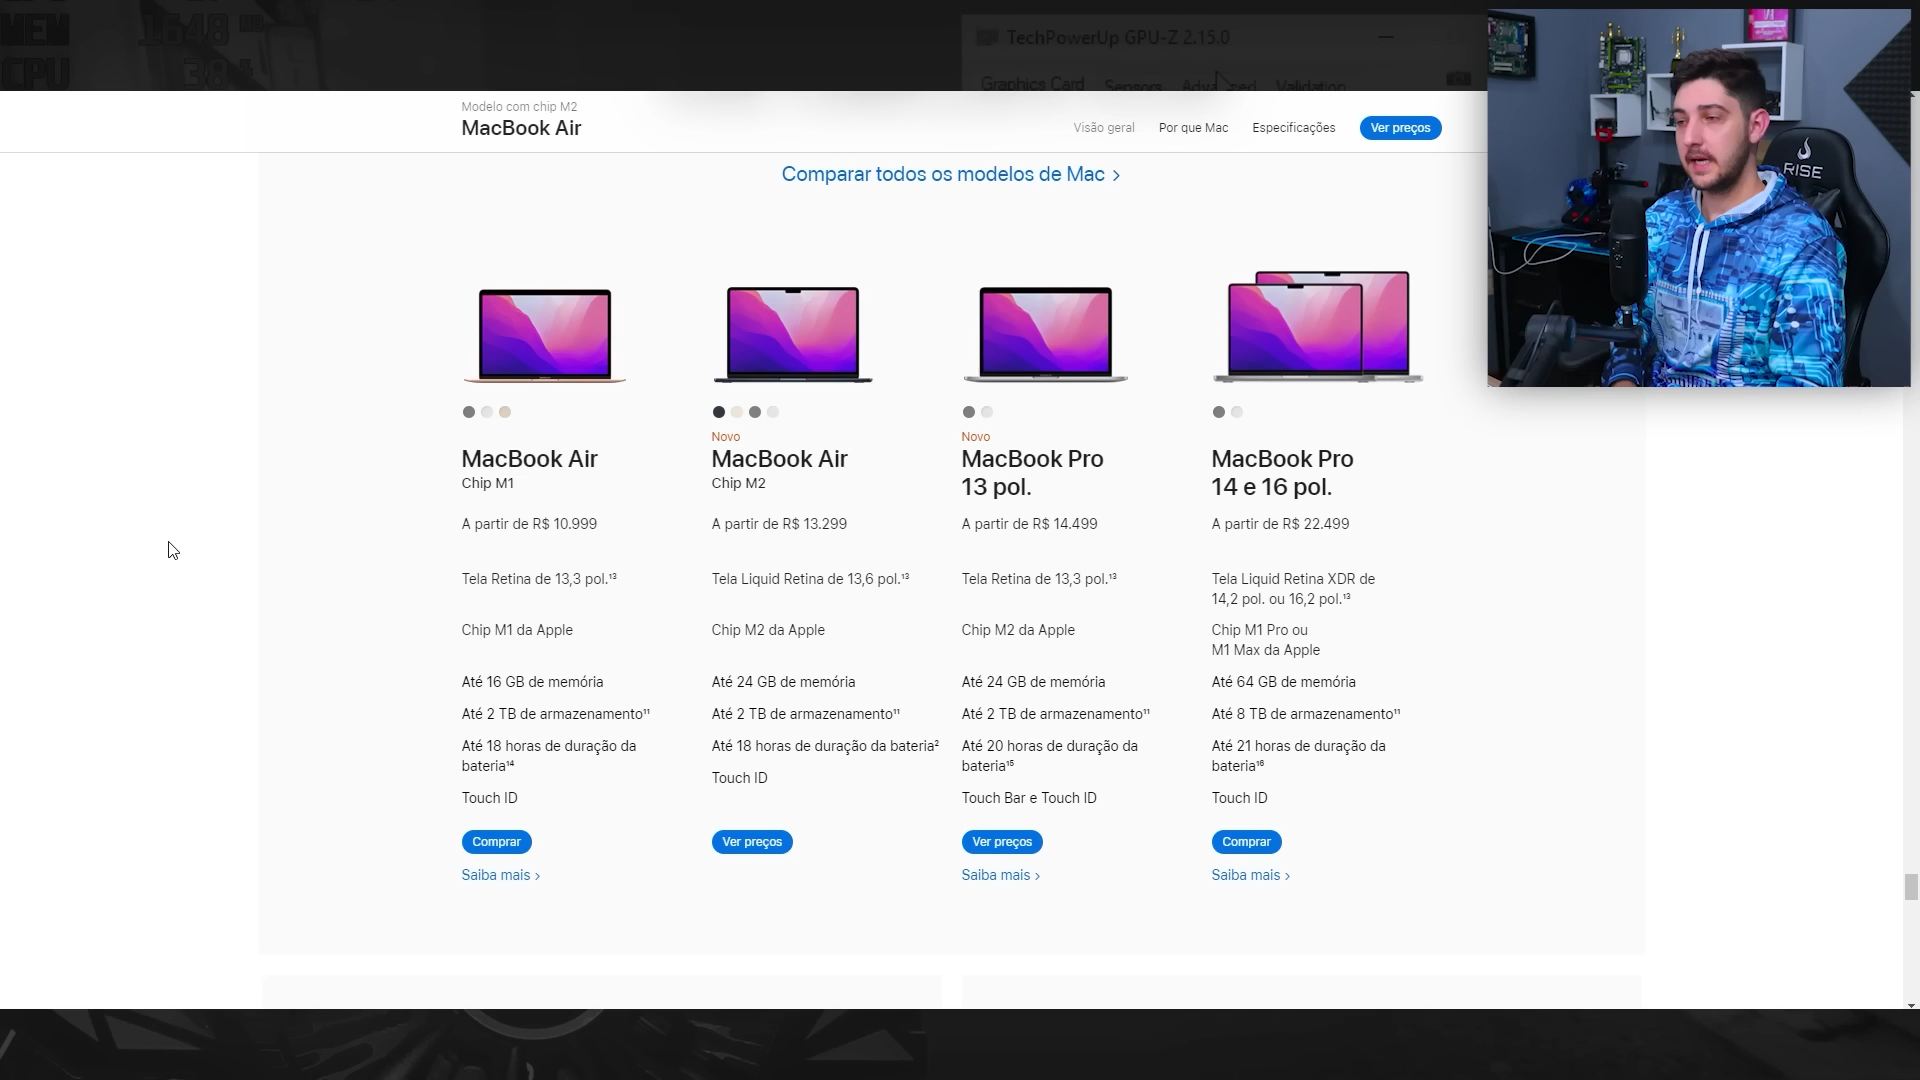 MEM 1648
CPU 38
TechPowerUp GPU-Z 2.15.0
Graphics Card Sensors Advanced Validation
RISE
Modelo com chip M2
MacBook Air
Visão geral Por que Mac Especificações Ver preços
Comparar todos os modelos de Mac >
MacBook Air
Chip M1
A partir de R$ 10.999
Tela Retina de 13,3 pol.¹³
Chip M1 da Apple
Até 16 GB de memória
Até 2 TB de armazenamento¹¹
Até 18 horas de duração da
bateria¹⁴
Touch ID
Comprar
Saiba mais >
Novo
MacBook Air
Chip M2
A partir de R$ 13.299
Tela Liquid Retina de 13,6 pol.¹³
Chip M2 da Apple
Até 24 GB de memória
Até 2 TB de armazenamento¹¹
Até 18 horas de duração da bateria²
Touch ID
Ver preços
Novo
MacBook Pro
13 pol.
A partir de R$ 14.499
Tela Retina de 13,3 pol.¹³
Chip M2 da Apple
Até 24 GB de memória
Até 2 TB de armazenamento¹¹
Até 20 horas de duração da
bateria¹⁵
Touch Bar e Touch ID
Ver preços
Saiba mais >
MacBook Pro
14 e 16 pol.
A partir de R$ 22.499
Tela Liquid Retina XDR de
14,2 pol. ou 16,2 pol.¹³
Chip M1 Pro ou
M1 Max da Apple
Até 64 GB de memória
Até 8 TB de armazenamento¹¹
Até 21 horas de duração da
bateria¹⁶
Touch ID
Comprar
Saiba mais >